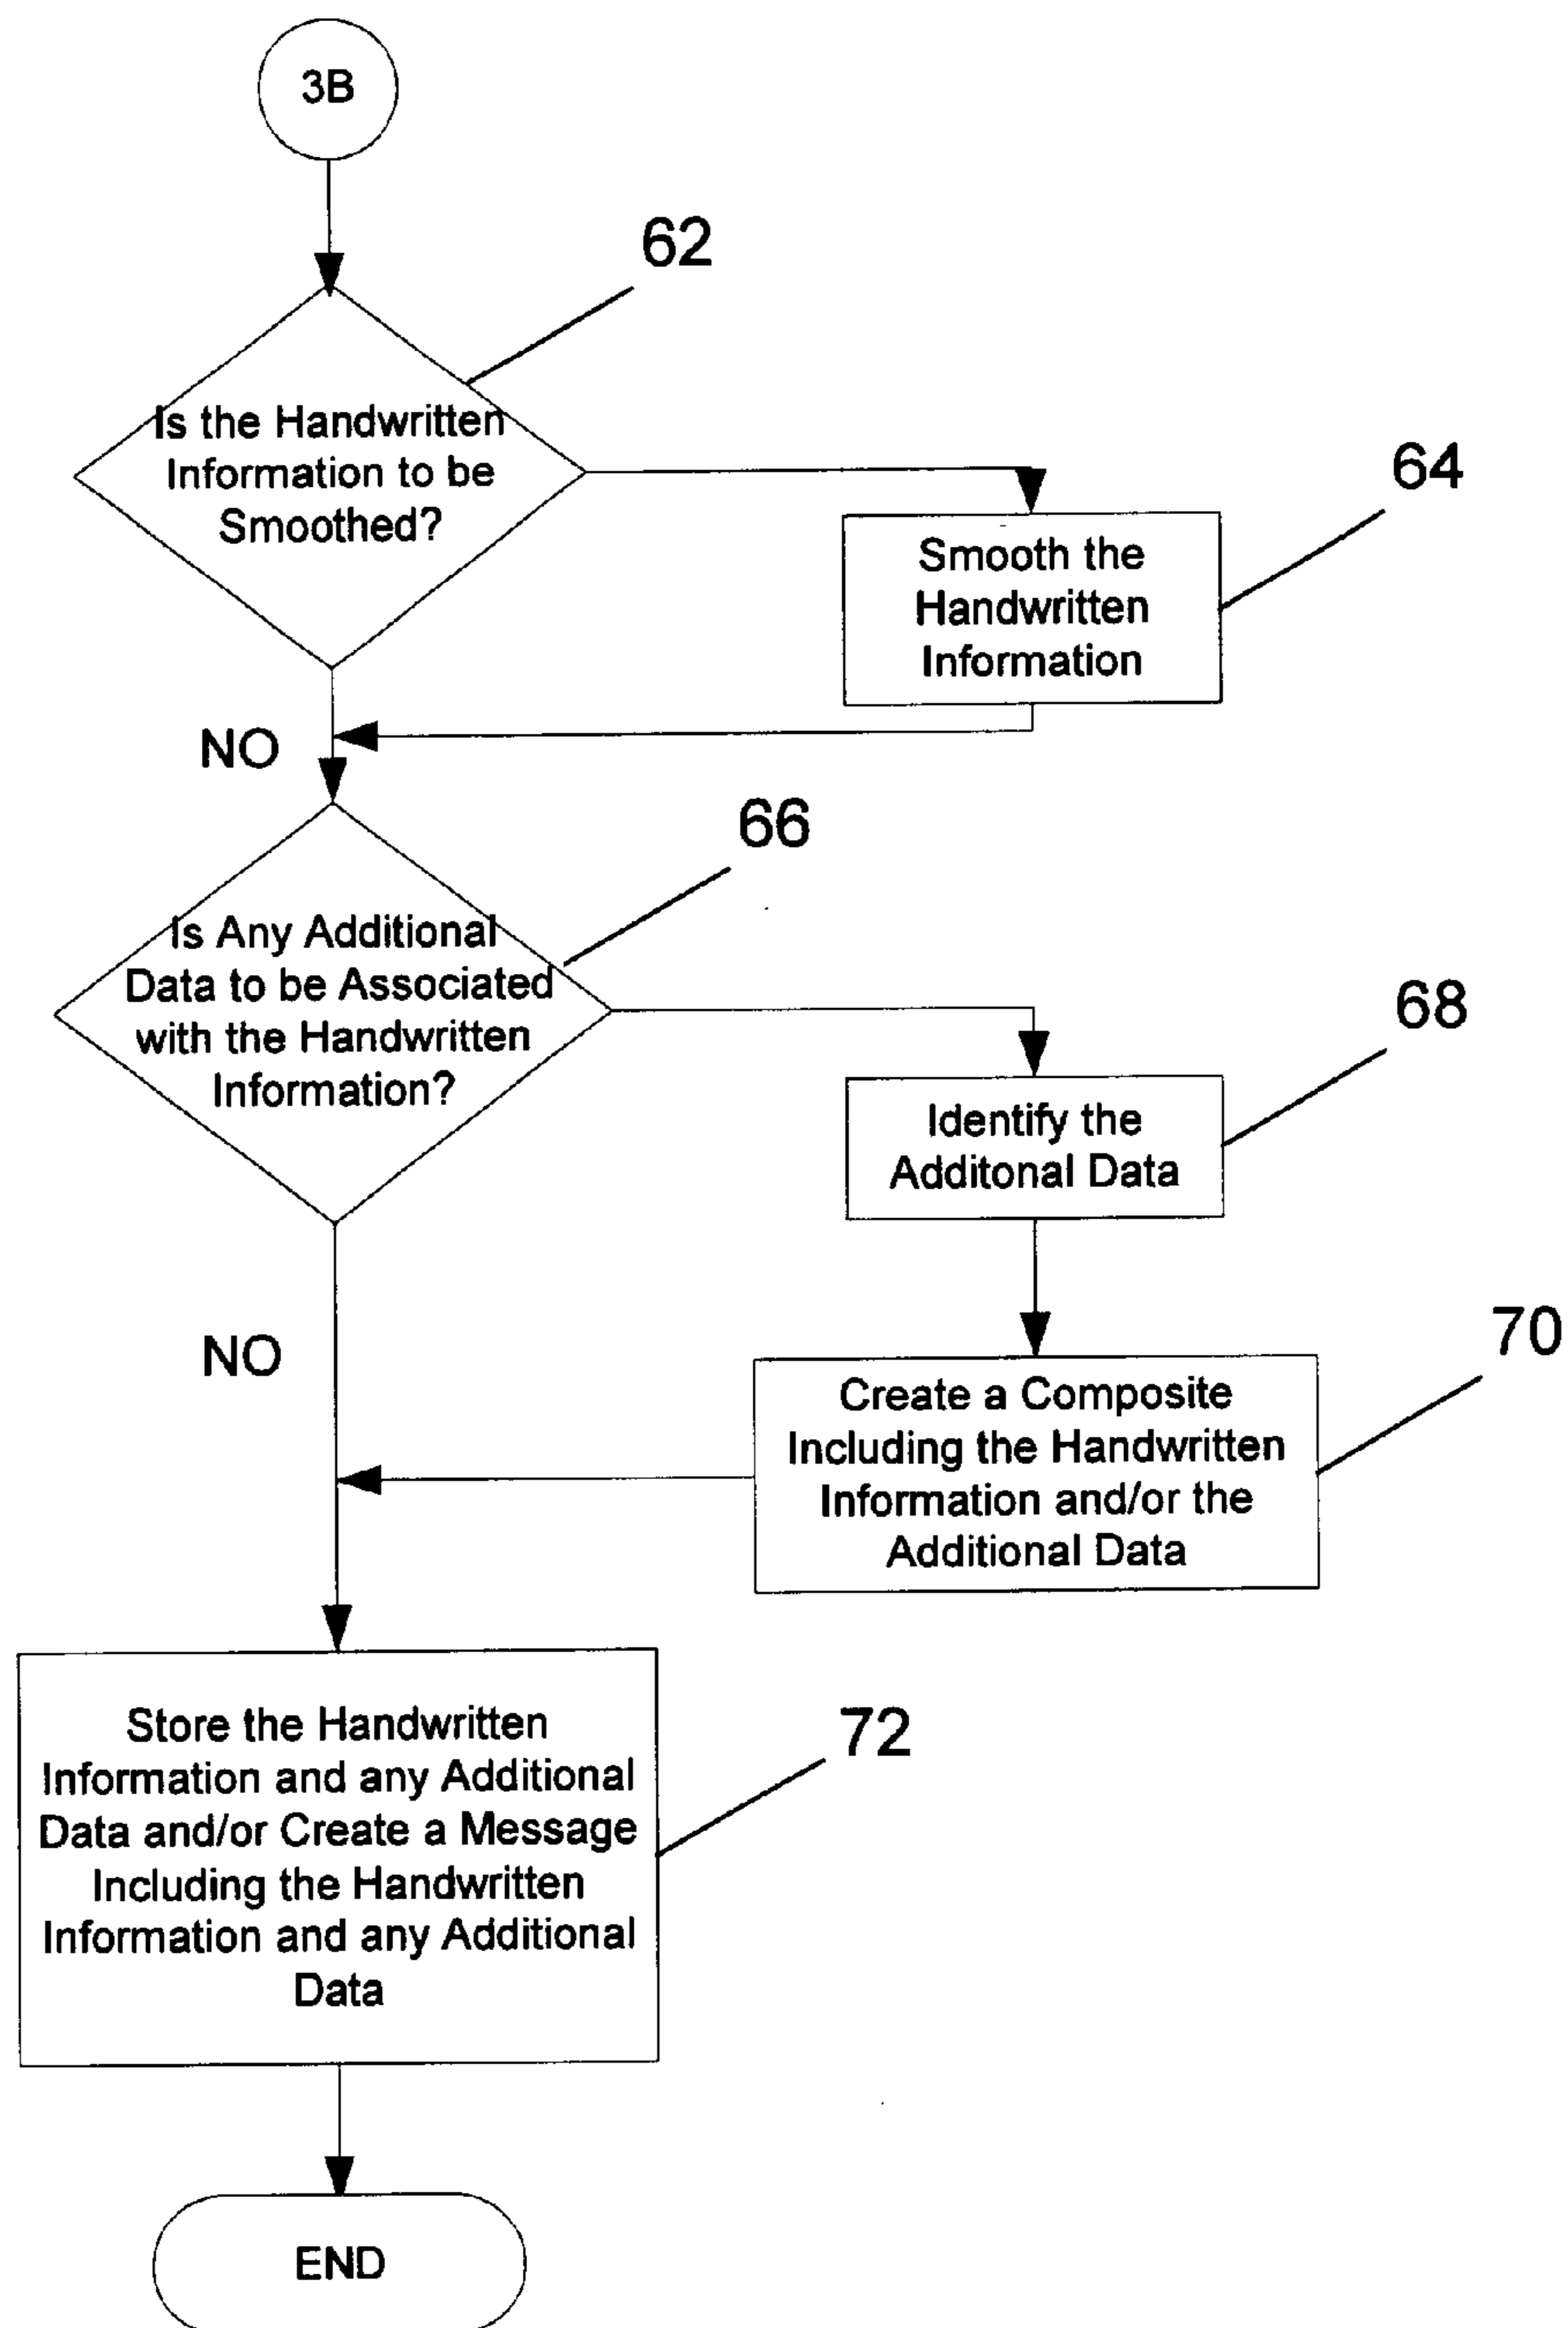 3B
62
Is the Handwritten
Information to be
Smoothed?
64
Smooth the
Handwritten
Information
NO
66
Is Any Additional
Data to be Associated
with the Handwritten
Information?
68
Identify the
Additonal Data
NO
70
Create a Composite
Including the Handwritten
Information and/or the
Additional Data
72
Store the Handwritten
Information and any Additional
Data and/or Create a Message
Including the Handwritten
Information and any Additional
Data
END